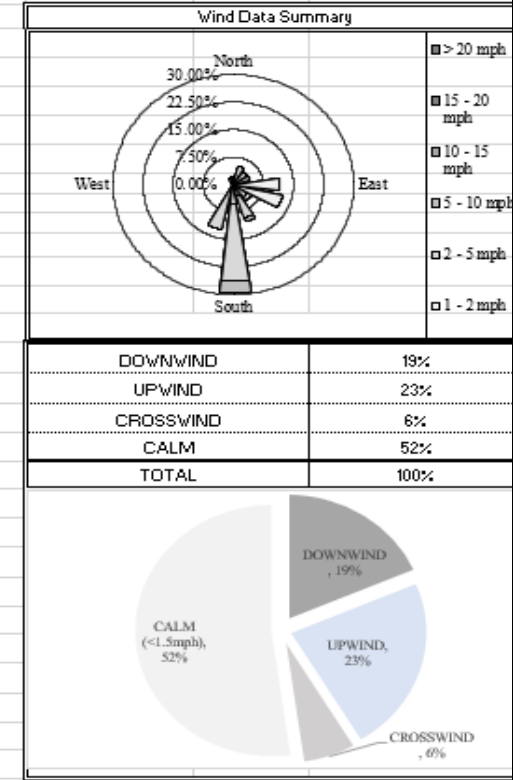 Wind Data Summary
North
30.00%
22.50%
15.00%
7.50%
0.00%
West
East
South
> 20 mph
15 - 20
mph
10 - 15
mph
5 - 10 mph
2 - 5 mph
1 - 2 mph
DOWNWIND 19%
UPWIND 23%
CROSSWIND 6%
CALM 52%
TOTAL 100%
DOWNWIND
, 19%
CALM
(<1.5mph),
52%
UPWIND,
23%
CROSSWIND
, 6%